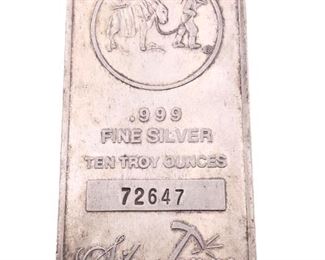 .999
FINE SILVER
TEN TROY OUNCES
72647